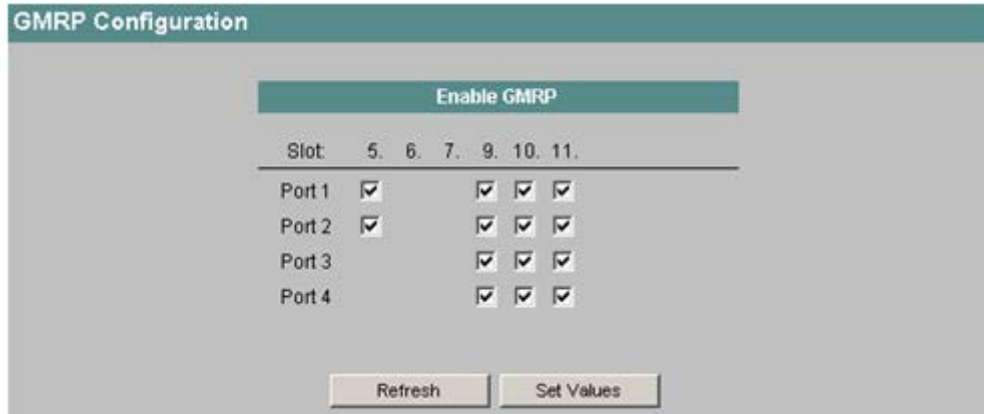 GMRP Configuration
Enable GMRP
Slot: 5. 6. 7. 9. 10. 11.
Port 1
Port 2
Port 3
Port 4
Refresh Set Values